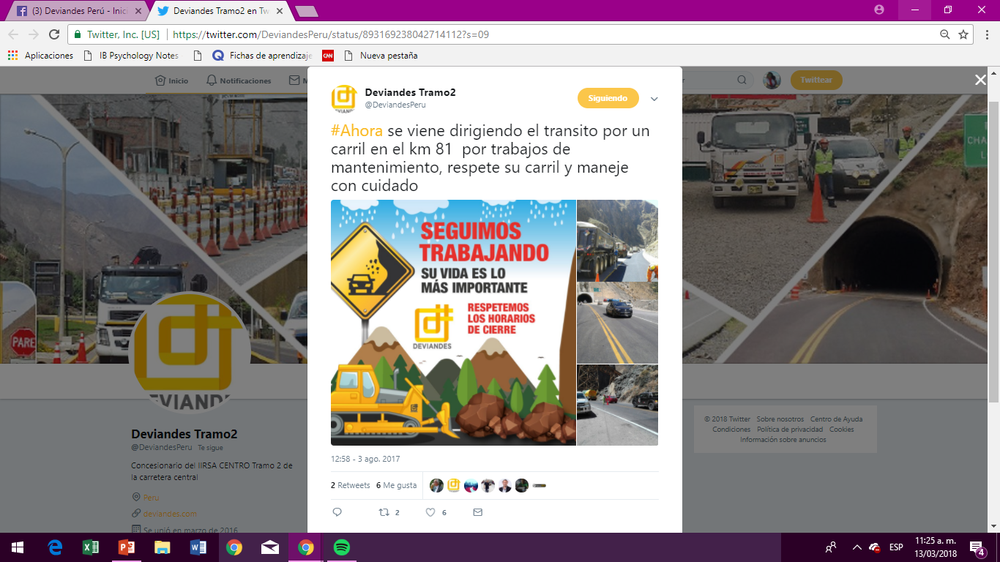 (3) Deviandes Perú - Inic
Deviandes Tramo2 en Tw
Twitter, Inc. [US]
https://twitter.com/DeviandesPeru/status/893169238042714112?s=09
Aplicaciones
IB Psychology Notes
Fichas de aprendizaje
CNN
Nueva pestaña
Inicio
Notificaciones
M
Twittear
Deviandes Tramo2
@DeviandesPeru
Siguiendo
#Ahora se viene dirigiendo el transito por un
carril en el km 81 por trabajos de
mantenimiento, respete su carril y maneje
con cuidado
SEGUIMOS
TRABAJANDO
SU VIDA ES LO
MÁS IMPORTANTE
RESPETEMOS
LOS HORARIOS
DE CIERRE
DEVIANDES
12:58 - 3 ago. 2017
2 Retweets 6 Me gusta
2
6
PARE
DEVIANDES
Deviandes Tramo2
@DeviandesPeru Te sigue
Concesionario del IIRSA CENTRO Tramo 2 de
la carretera central
Peru
deviandes.com
Se unió en marzo de 2016
© 2018 Twitter Sobre nosotros Centro de Ayuda
Condiciones Política de privacidad Cookies
Información sobre anuncios
ESP
11:25 a. m.
13/03/2018
4